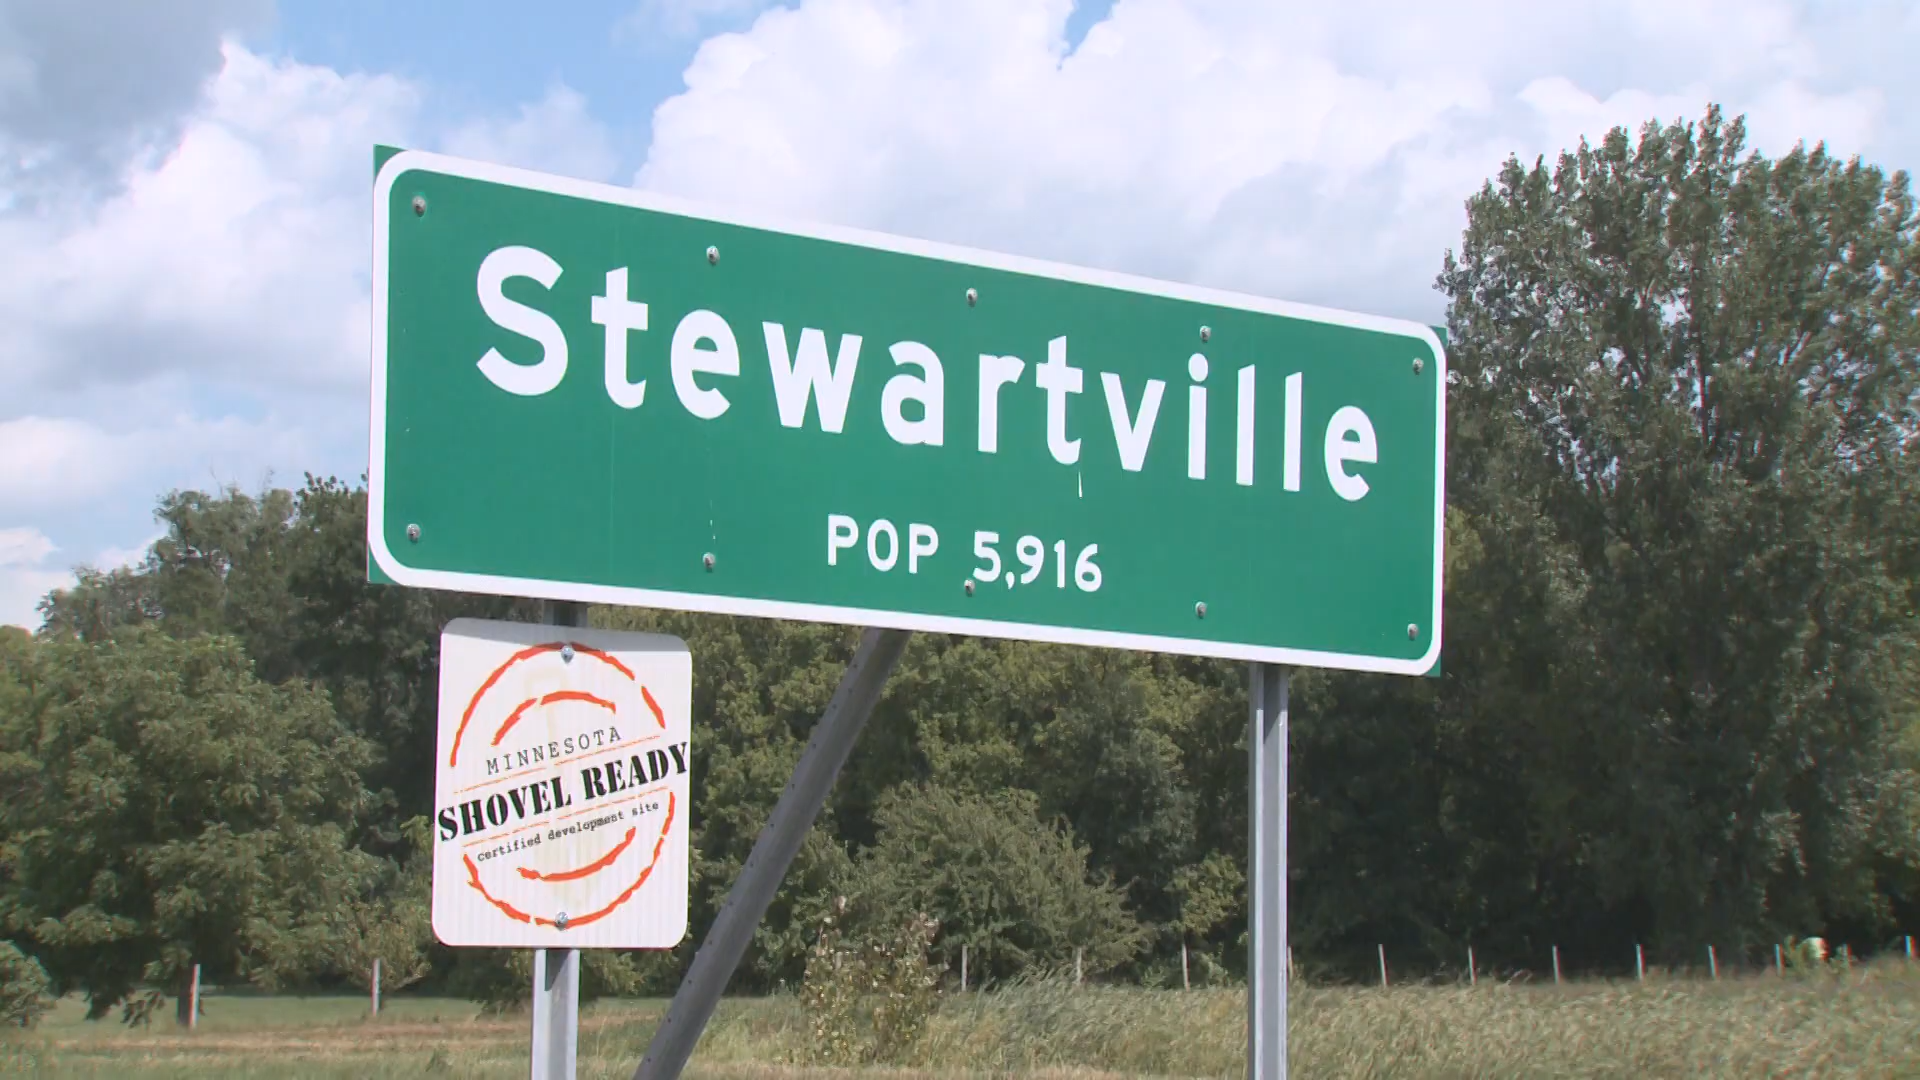 Stewartville
POP 5,916
MINNESOTA
SHOVEL READY
certified development site